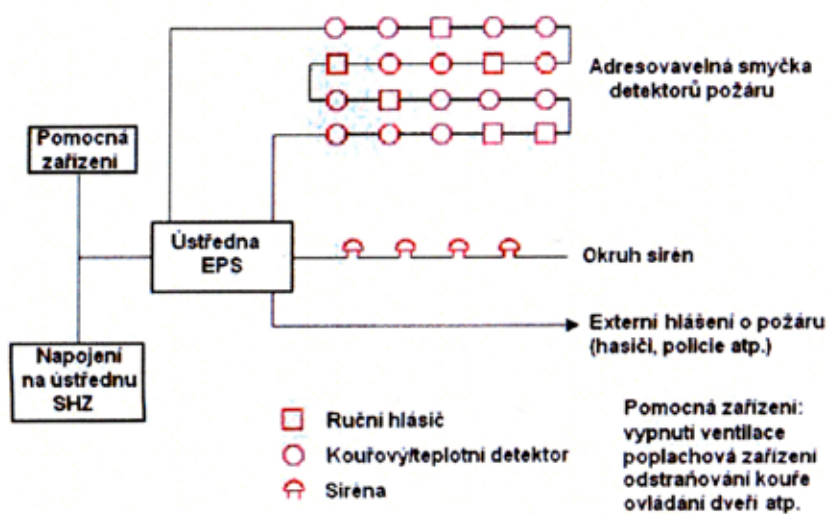 Adresovavelná smyčka
detektorů požáru
Pomocná
zařízení
Ústředna
EPS
Okruh sirén
Externí hlášení o požáru
(hasiči, policie atp.)
Napojení
na ústřednu
SHZ
Ruční hlásič
Kouřový/teplotní detektor
Siréna
Pomocná zařízení:
vypnutí ventilace
poplachová zařízení
odstraňování kouře
ovládání dveří atp.